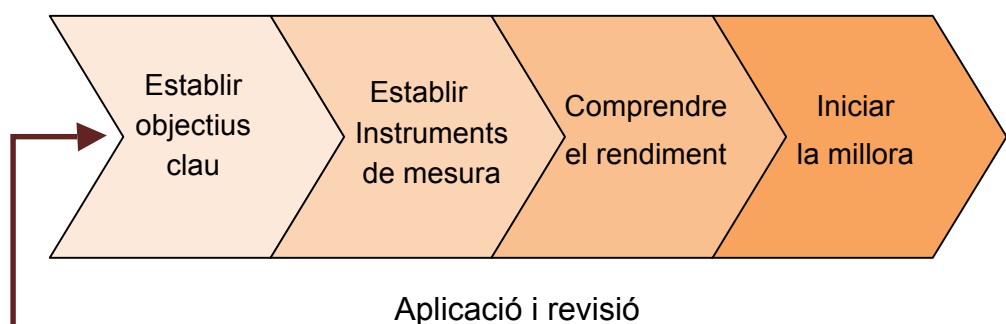 Establir
objectius
clau
Establir
Instruments
de mesura
Comprendre
el rendiment
Iniciar
la millora
Aplicació i revisió